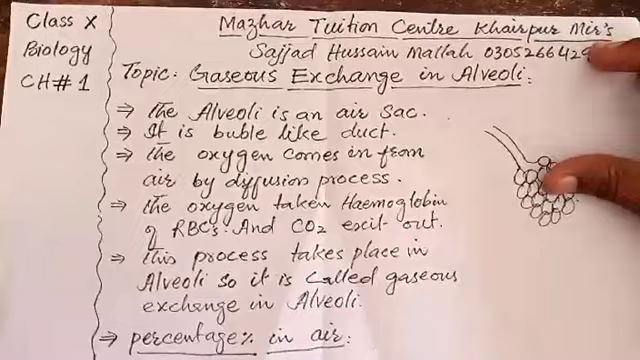 Class X
Biology
CH#1
Mazhar Tuition Centre Khairpur Mir's
Sajjad Hussain Mallah 0305266429
Topic: Gaseous Exchange in Alveoli:
⇒ The Alveoli is an air Sac.
⇒ It is buble like duct.
⇒ The oxygen comes in from
air by diffusion process.
⇒ The oxygen taken Haemoglobin
of RBC's. And CO2 exit out.
⇒ This process takes place in
Alveoli so it is called gaseous
exchange in Alveoli.
⇒ percentage% in air: